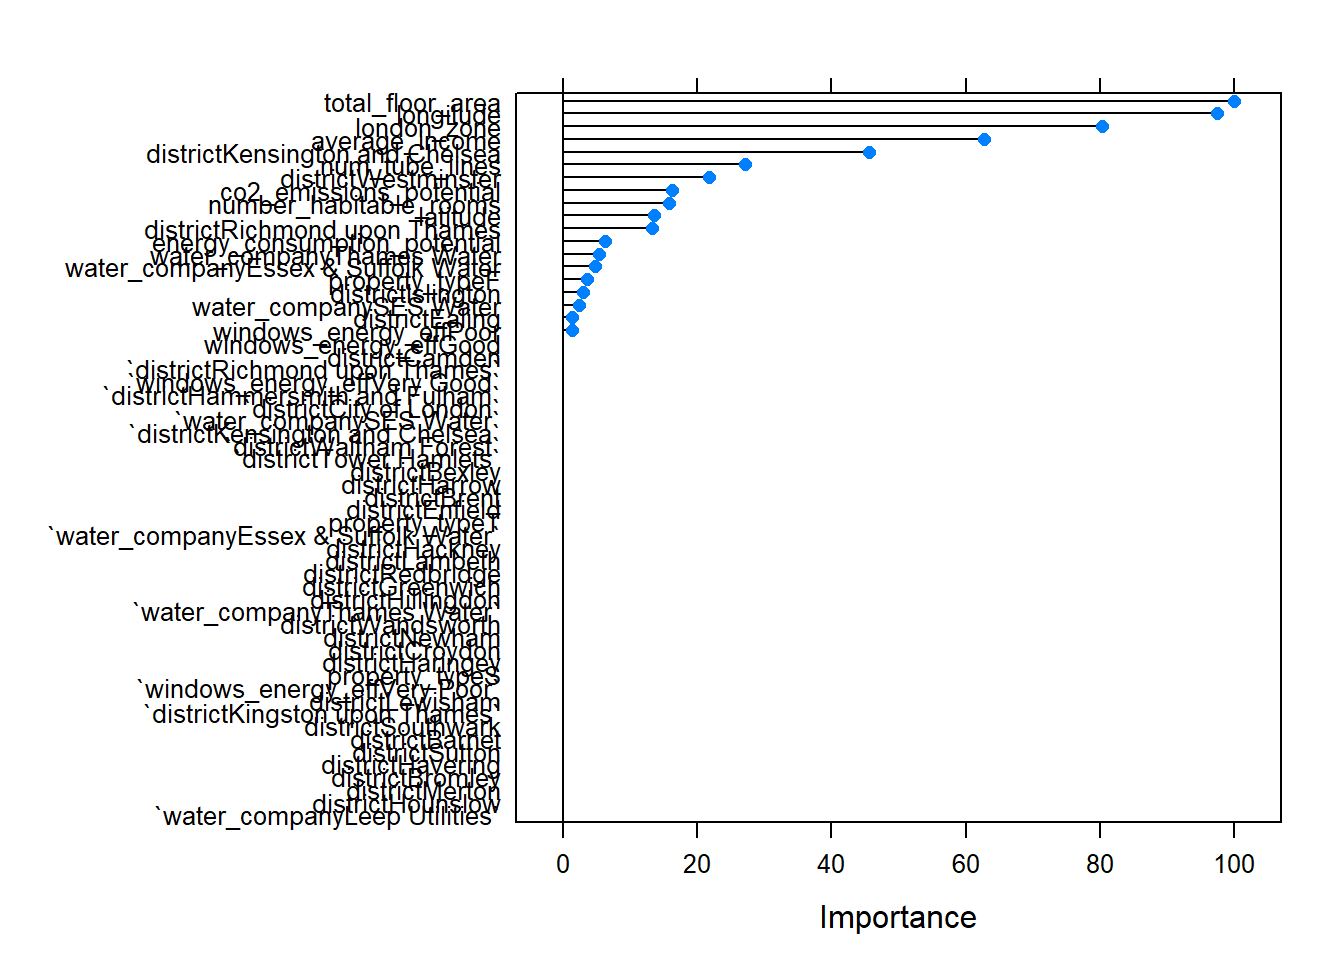 total_floor_area
longitude
london_zone
average_income
districtKensington and Chelsea
num_tube_lines
districtWestminster
co2_emissions_potential
number_habitable_rooms
latitude
districtRichmond upon Thames
energy_consumption_potential
water_companyThames Water
water_companyEssex & Suffolk Water
property_typeF
districtIslington
water_companySES Water
districtEaling
windows_energy_effPoor
windows_energy_effGood
districtCamden
`districtRichmond upon Thames`
`windows_energy_effVery Good`
`districtHammersmith and Fulham`
`districtCity of London`
`water_companySES Water`
`districtKensington and Chelsea`
`districtWaltham Forest`
`districtTower Hamlets`
districtBexley
districtHarrow
districtBrent
districtEnfield
property_typeT
`water_companyEssex & Suffolk Water`
districtHackney
districtLambeth
districtRedbridge
districtGreenwich
districtHillingdon
`water_companyThames Water`
districtWandsworth
districtNewham
districtCroydon
districtHaringey
property_typeS
`windows_energy_effVery Poor`
districtLewisham
`districtKingston upon Thames`
districtSouthwark
districtBarnet
districtSutton
districtHavering
districtBromley
districtMerton
districtHounslow
`water_companyLeep Utilities`
0 20 40 60 80 100
Importance